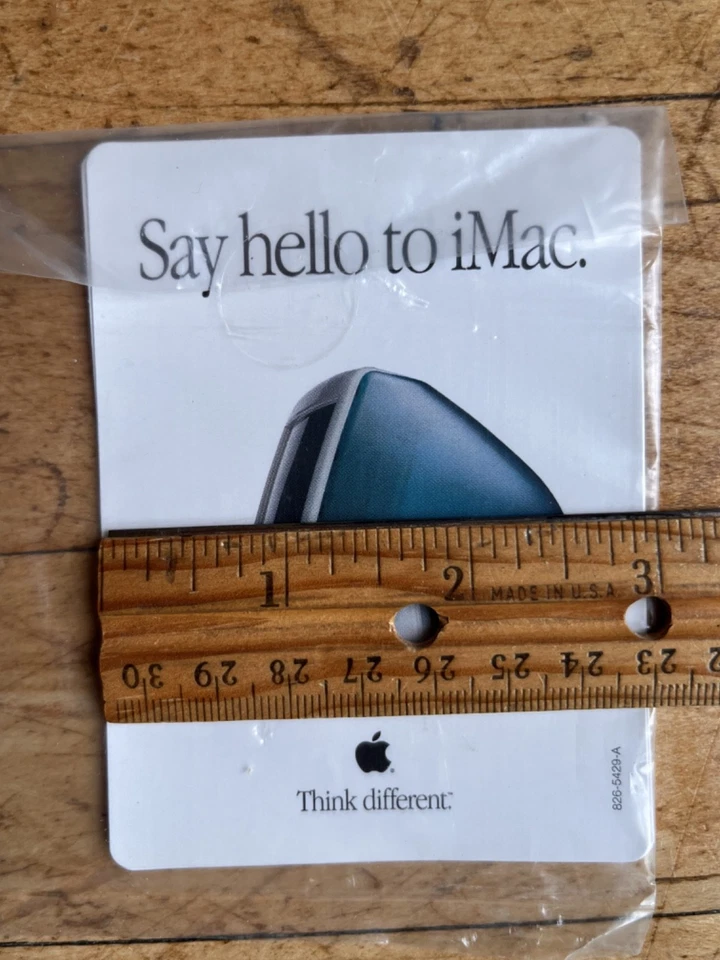 Say hello to iMac.
1 2 MADE IN U.S.A 3
30 29 28 27 26 25 24 23
Think different.™
826-5429-A